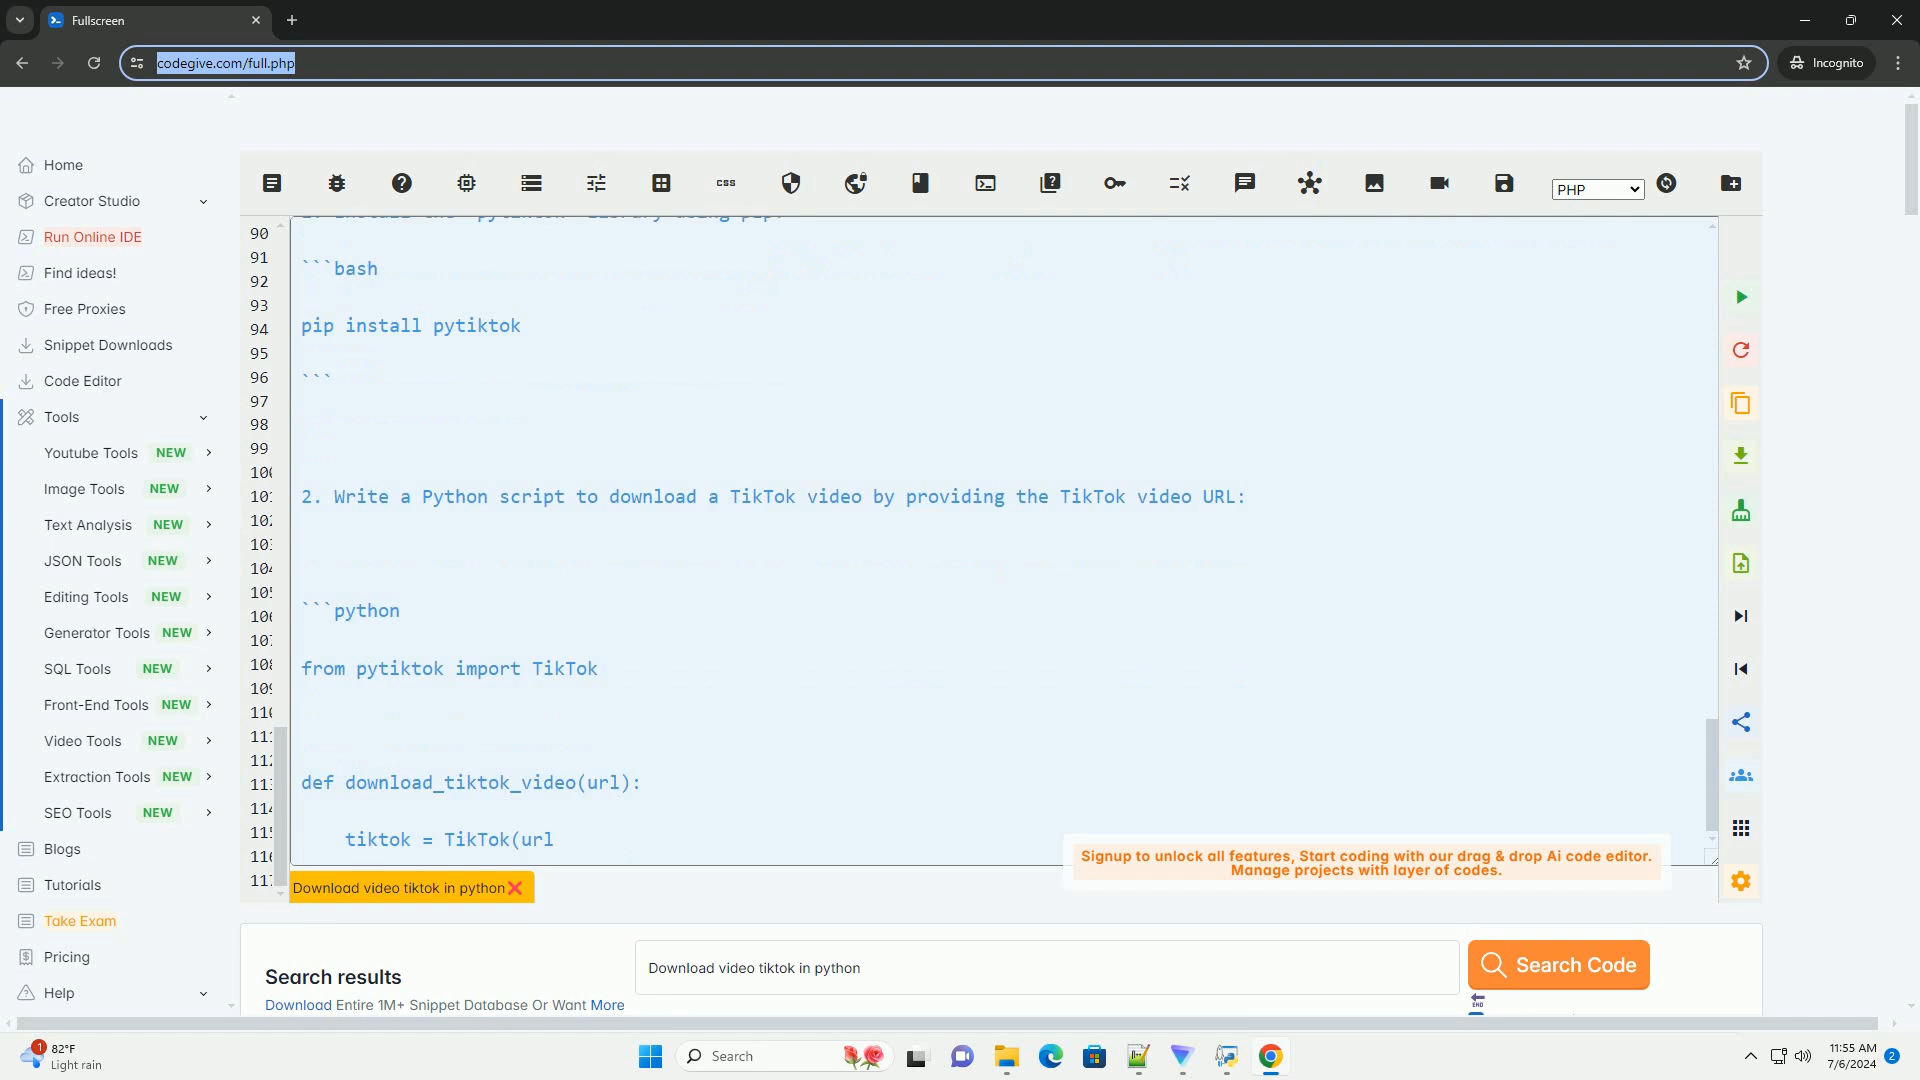 Fullscreen
codegive.com/full.php
Incognito
Home
Creator Studio
Run Online IDE
Find ideas!
Free Proxies
Snippet Downloads
Code Editor
Tools
Youtube Tools NEW
Image Tools NEW
Text Analysis NEW
JSON Tools NEW
Editing Tools NEW
Generator Tools NEW
SQL Tools NEW
Front-End Tools NEW
Video Tools NEW
Extraction Tools NEW
SEO Tools NEW
Blogs
Tutorials
Take Exam
Pricing
Help
css
PHP
90
91
92
93
94
95
96
97
98
99
```bash
pip install pytiktok
```
2. Write a Python script to download a TikTok video by providing the TikTok video URL:
```python
from pytiktok import TikTok
def download_tiktok_video(url):
tiktok = TikTok(url
Signup to unlock all features, Start coding with our drag & drop Ai code editor.
Manage projects with layer of codes.
Download video tiktok in python
Search results
Download Entire 1M+ Snippet Database Or Want More
Download video tiktok in python
Search Code
END
1
82°F
Light rain
Search
11:55 AM
7/6/2024
2